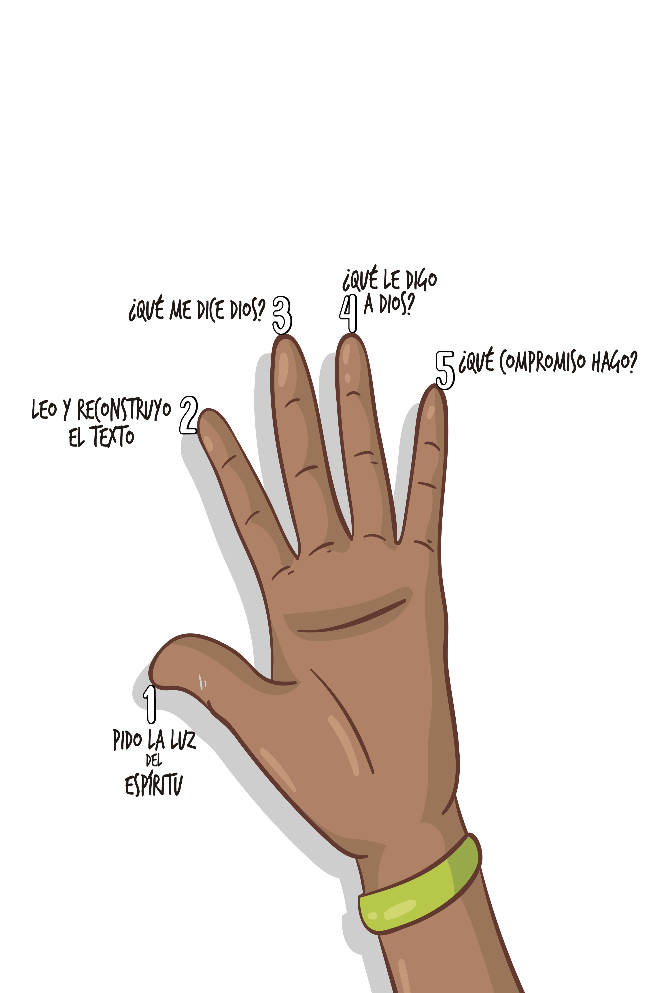 1
PIDO LA LUZ
DEL
ESPÍRITU
2
LEO Y RECONSTRUYO
EL TEXTO
3
¿QUÉ ME DICE DIOS?
4
¿QUÉ LE DIGO
A DIOS?
5
¿QUÉ COMPROMISO HAGO?